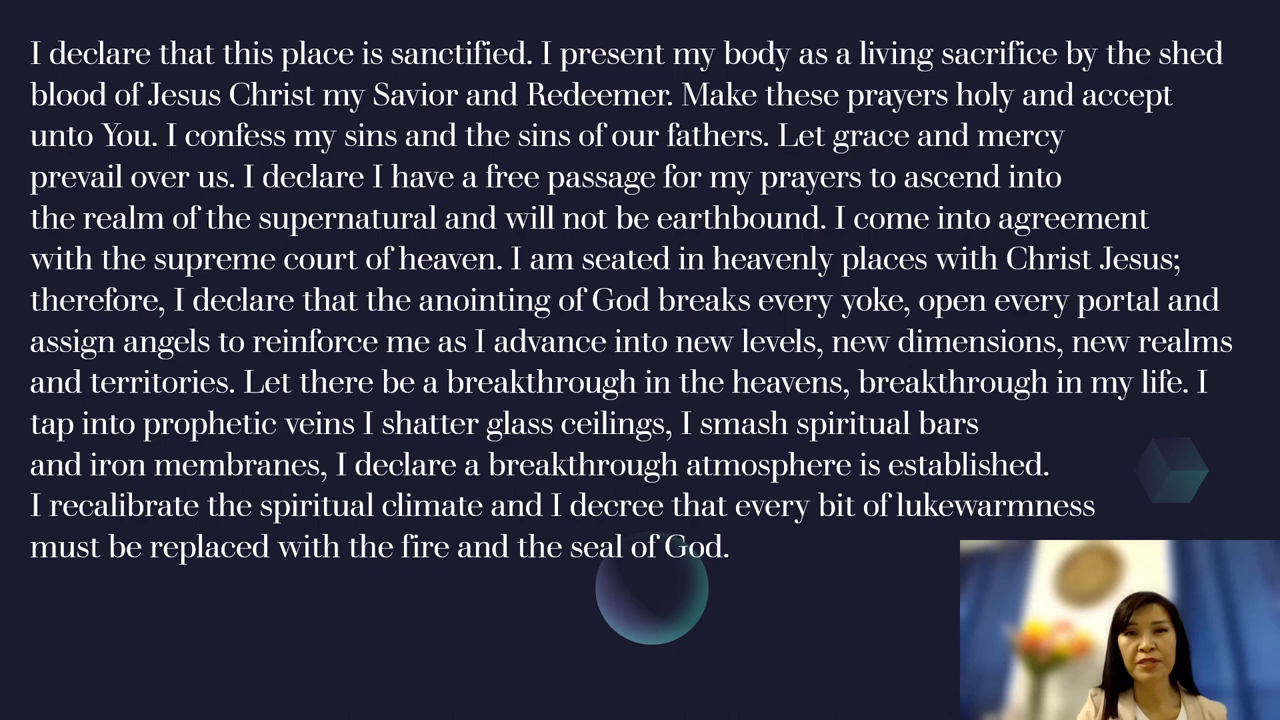 I declare that this place is sanctified. I present my body as a living sacrifice by the shed
blood of Jesus Christ my Savior and Redeemer. Make these prayers holy and accept
unto You. I confess my sins and the sins of our fathers. Let grace and mercy
prevail over us. I declare I have a free passage for my prayers to ascend into
the realm of the supernatural and will not be earthbound. I come into agreement
with the supreme court of heaven. I am seated in heavenly places with Christ Jesus;
therefore, I declare that the anointing of God breaks every yoke, open every portal and
assign angels to reinforce me as I advance into new levels, new dimensions, new realms
and territories. Let there be a breakthrough in the heavens, breakthrough in my life. I
tap into prophetic veins I shatter glass ceilings, I smash spiritual bars
and iron membranes, I declare a breakthrough atmosphere is established.
I recalibrate the spiritual climate and I decree that every bit of lukewarmness
must be replaced with the fire and the seal of God.